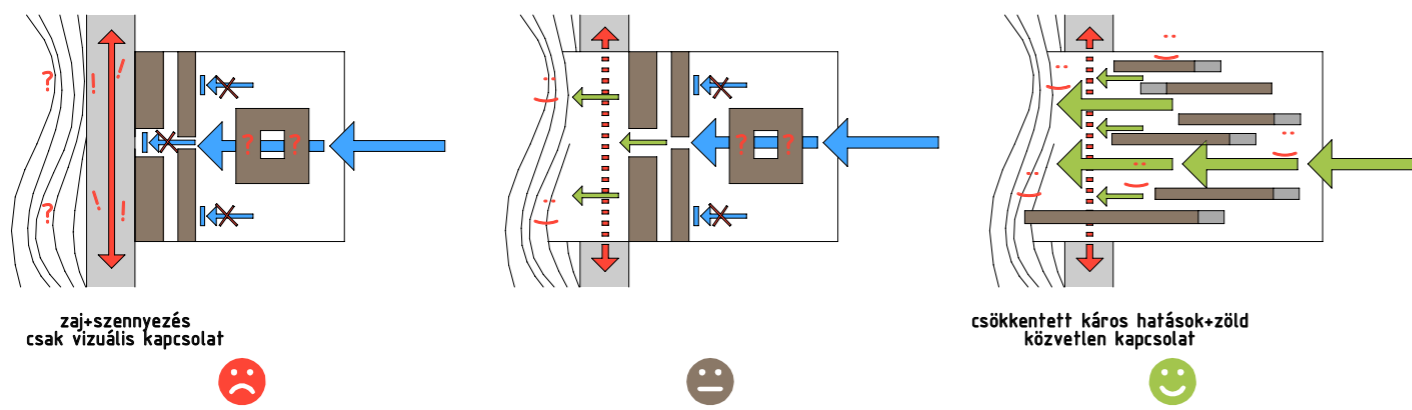 ? ! ! ? ?
? ! !
? ?
zaj+szennyezés
csak vizuális kapcsolat
csökkentett káros hatások+zöld
közvetlen kapcsolat